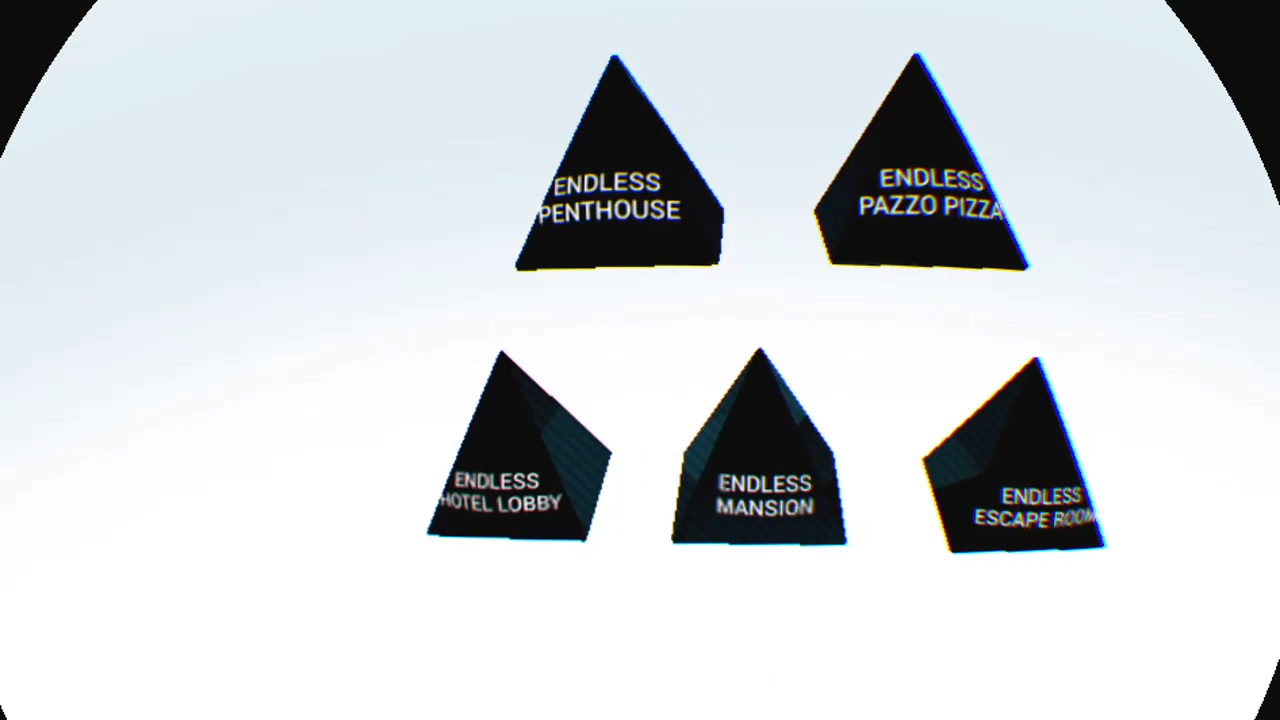 ENDLESS
PENTHOUSE
ENDLESS
PAZZO PIZZA
ENDLESS
HOTEL LOBBY
ENDLESS
MANSION
ENDLESS
ESCAPE ROOM